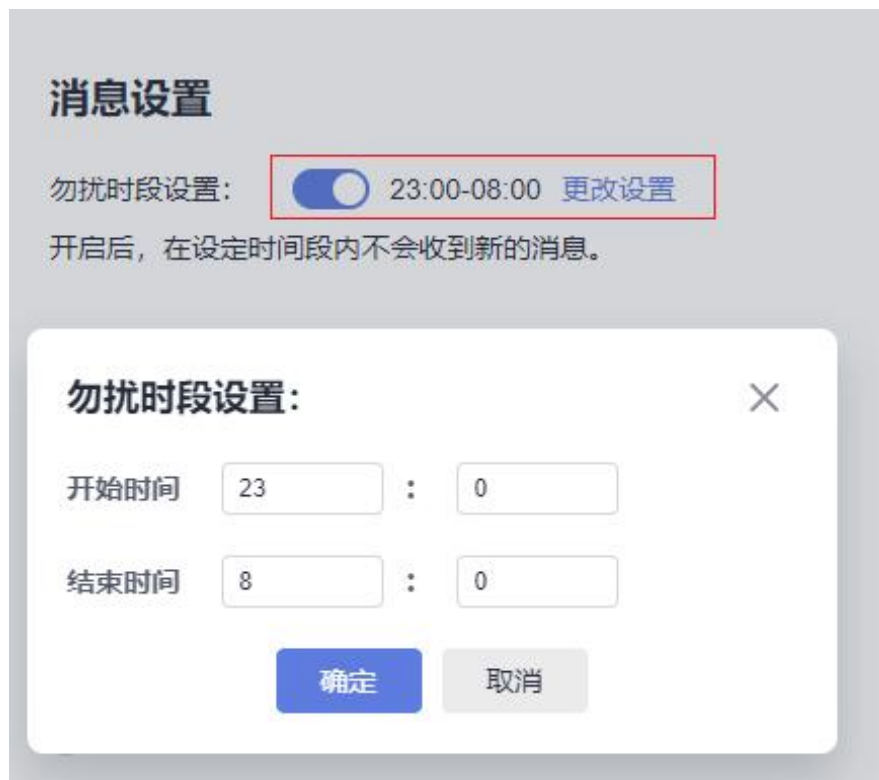 消息设置
勿扰时段设置： 23:00-08:00 更改设置
开启后，在设定时间段内不会收到新的消息。
勿扰时段设置：
开始时间 23 : 0
结束时间 8 : 0
确定 取消